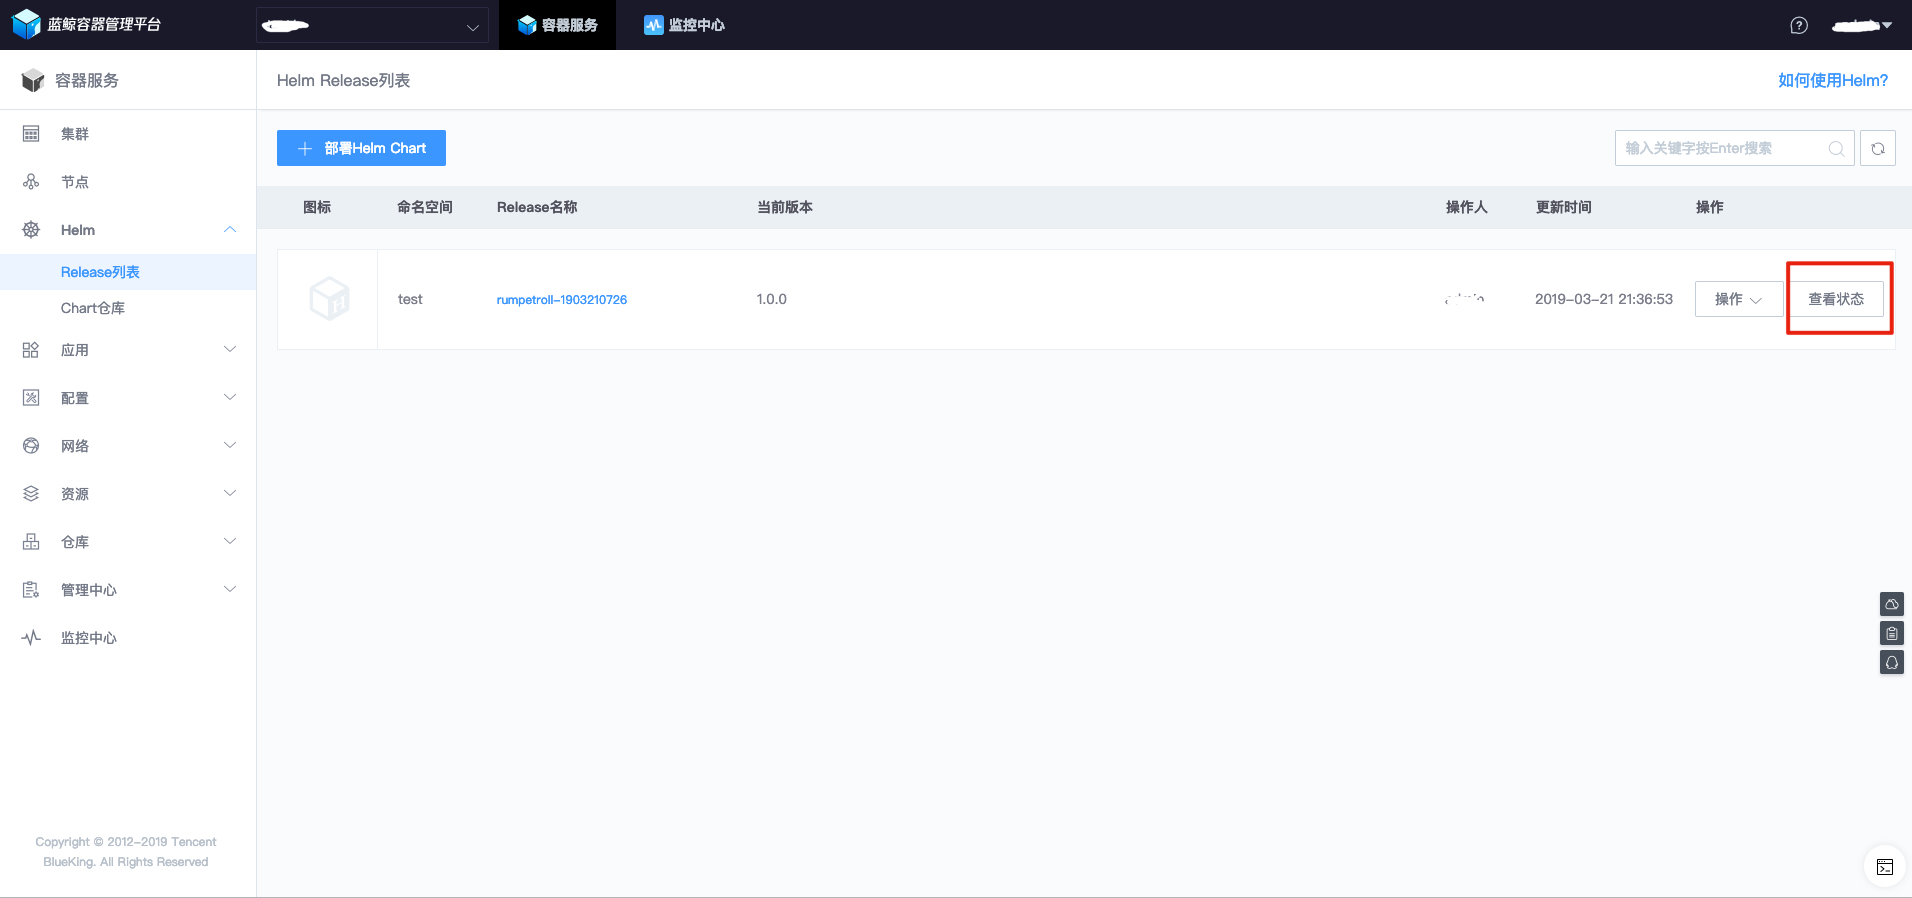 蓝鲸容器管理平台
容器服务
监控中心
容器服务
Helm Release列表
如何使用Helm?
集群
节点
Helm
Release列表
Chart仓库
应用
配置
网络
资源
仓库
管理中心
监控中心
部署Helm Chart
输入关键字按Enter搜索
图标 命名空间 Release名称 当前版本 操作人 更新时间 操作
test rumpetroll-1903210726 1.0.0 2019-03-21 21:36:53 操作 查看状态
Copyright © 2012-2019 Tencent
BlueKing. All Rights Reserved